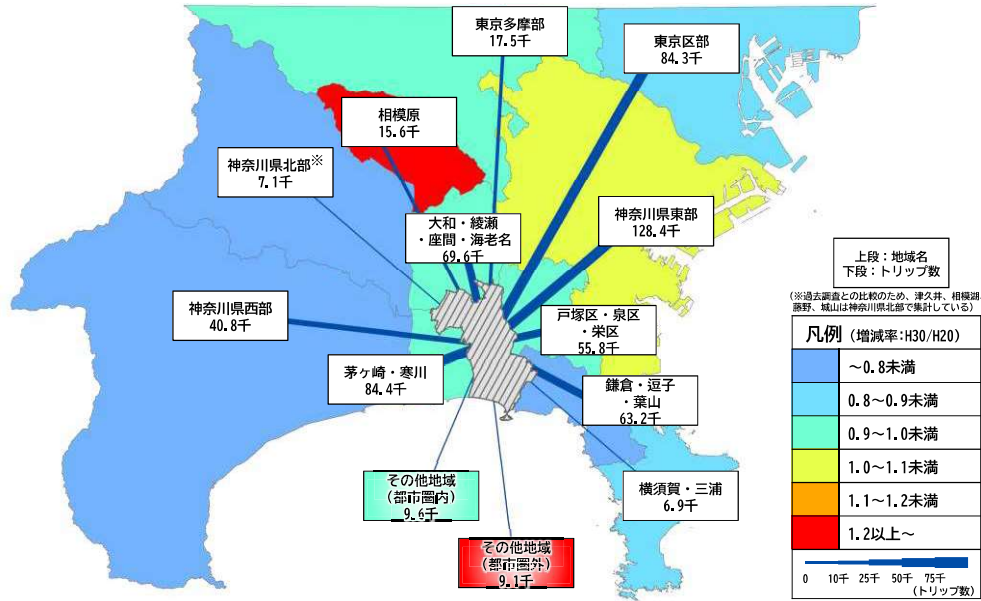 東京多摩部
17.5千
東京区部
84.3千
相模原
15.6千
神奈川県北部※
7.1千
大和・綾瀬
・座間・海老名
69.6千
神奈川県東部
128.4千
上段：地域名
下段：トリップ数
(※過去調査との比較のため、津久井、相模湖
藤野、城山は神奈川県北部で集計している)
神奈川県西部
40.8千
戸塚区・泉区
・栄区
55.8千
茅ヶ崎・寒川
84.4千
鎌倉・逗子
・葉山
63.2千
その他地域
(都市圏内)
9.6千
横須賀・三浦
6.9千
その他地域
(都市圏外)
9.1千
凡例 (増減率:H30/H20)
～0.8未満
0.8～0.9未満
0.9～1.0未満
1.0～1.1未満
1.1～1.2未満
1.2以上～
0 10千 25千 50千 75千
(トリップ数)